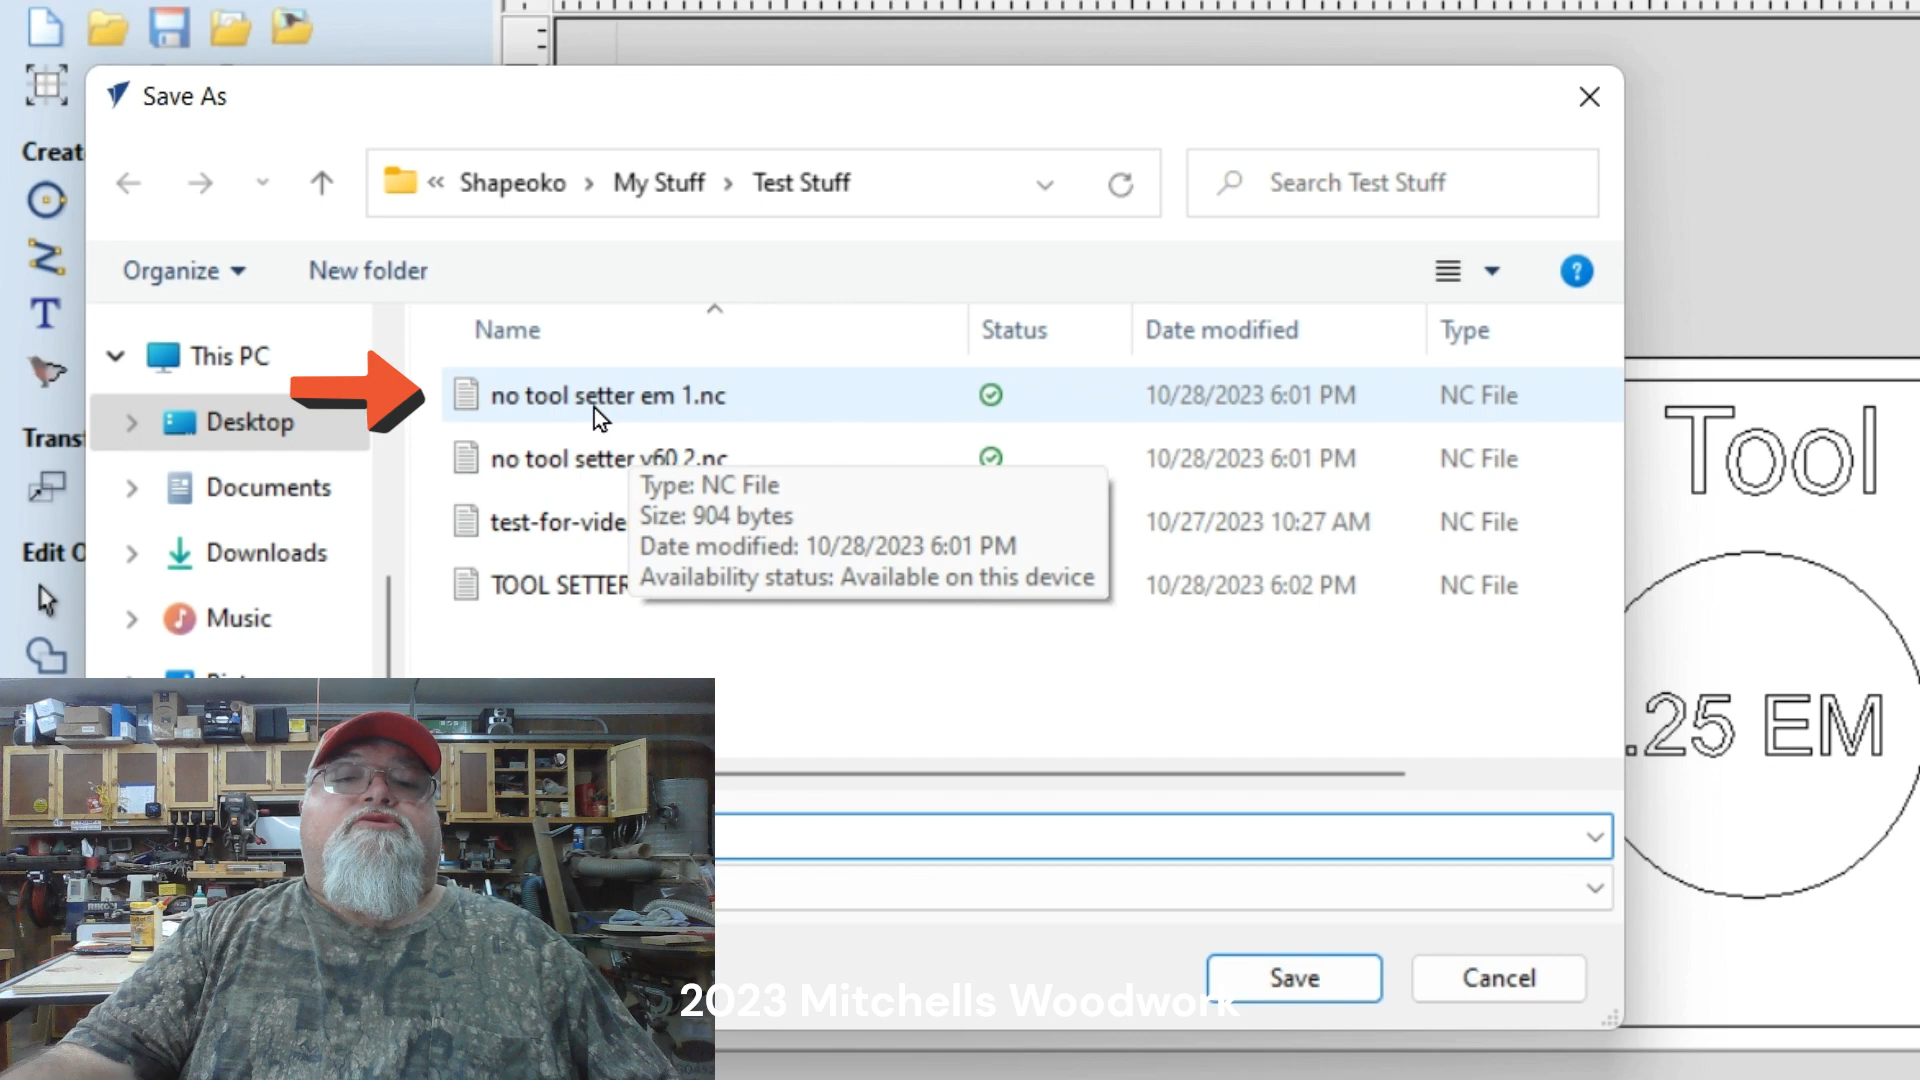 Save As
Creat
Shapeoko
My Stuff
Test Stuff
Search Test Stuff
Organize
New folder
?
Name
Status
Date modified
Type
This PC
no tool setter em 1.nc
10/28/2023 6:01 PM
NC File
Desktop
Trans
no tool setter v60 2.nc
10/28/2023 6:01 PM
NC File
Tool
Documents
Type: NC File
Size: 904 bytes
Date modified: 10/28/2023 6:01 PM
Availability status: Available on this device
test-for-vide
10/27/2023 10:27 AM
NC File
Edit O
Downloads
TOOL SETTER
10/28/2023 6:02 PM
NC File
Music
.25 EM
Save
Cancel
2023 Mitchells Woodwork